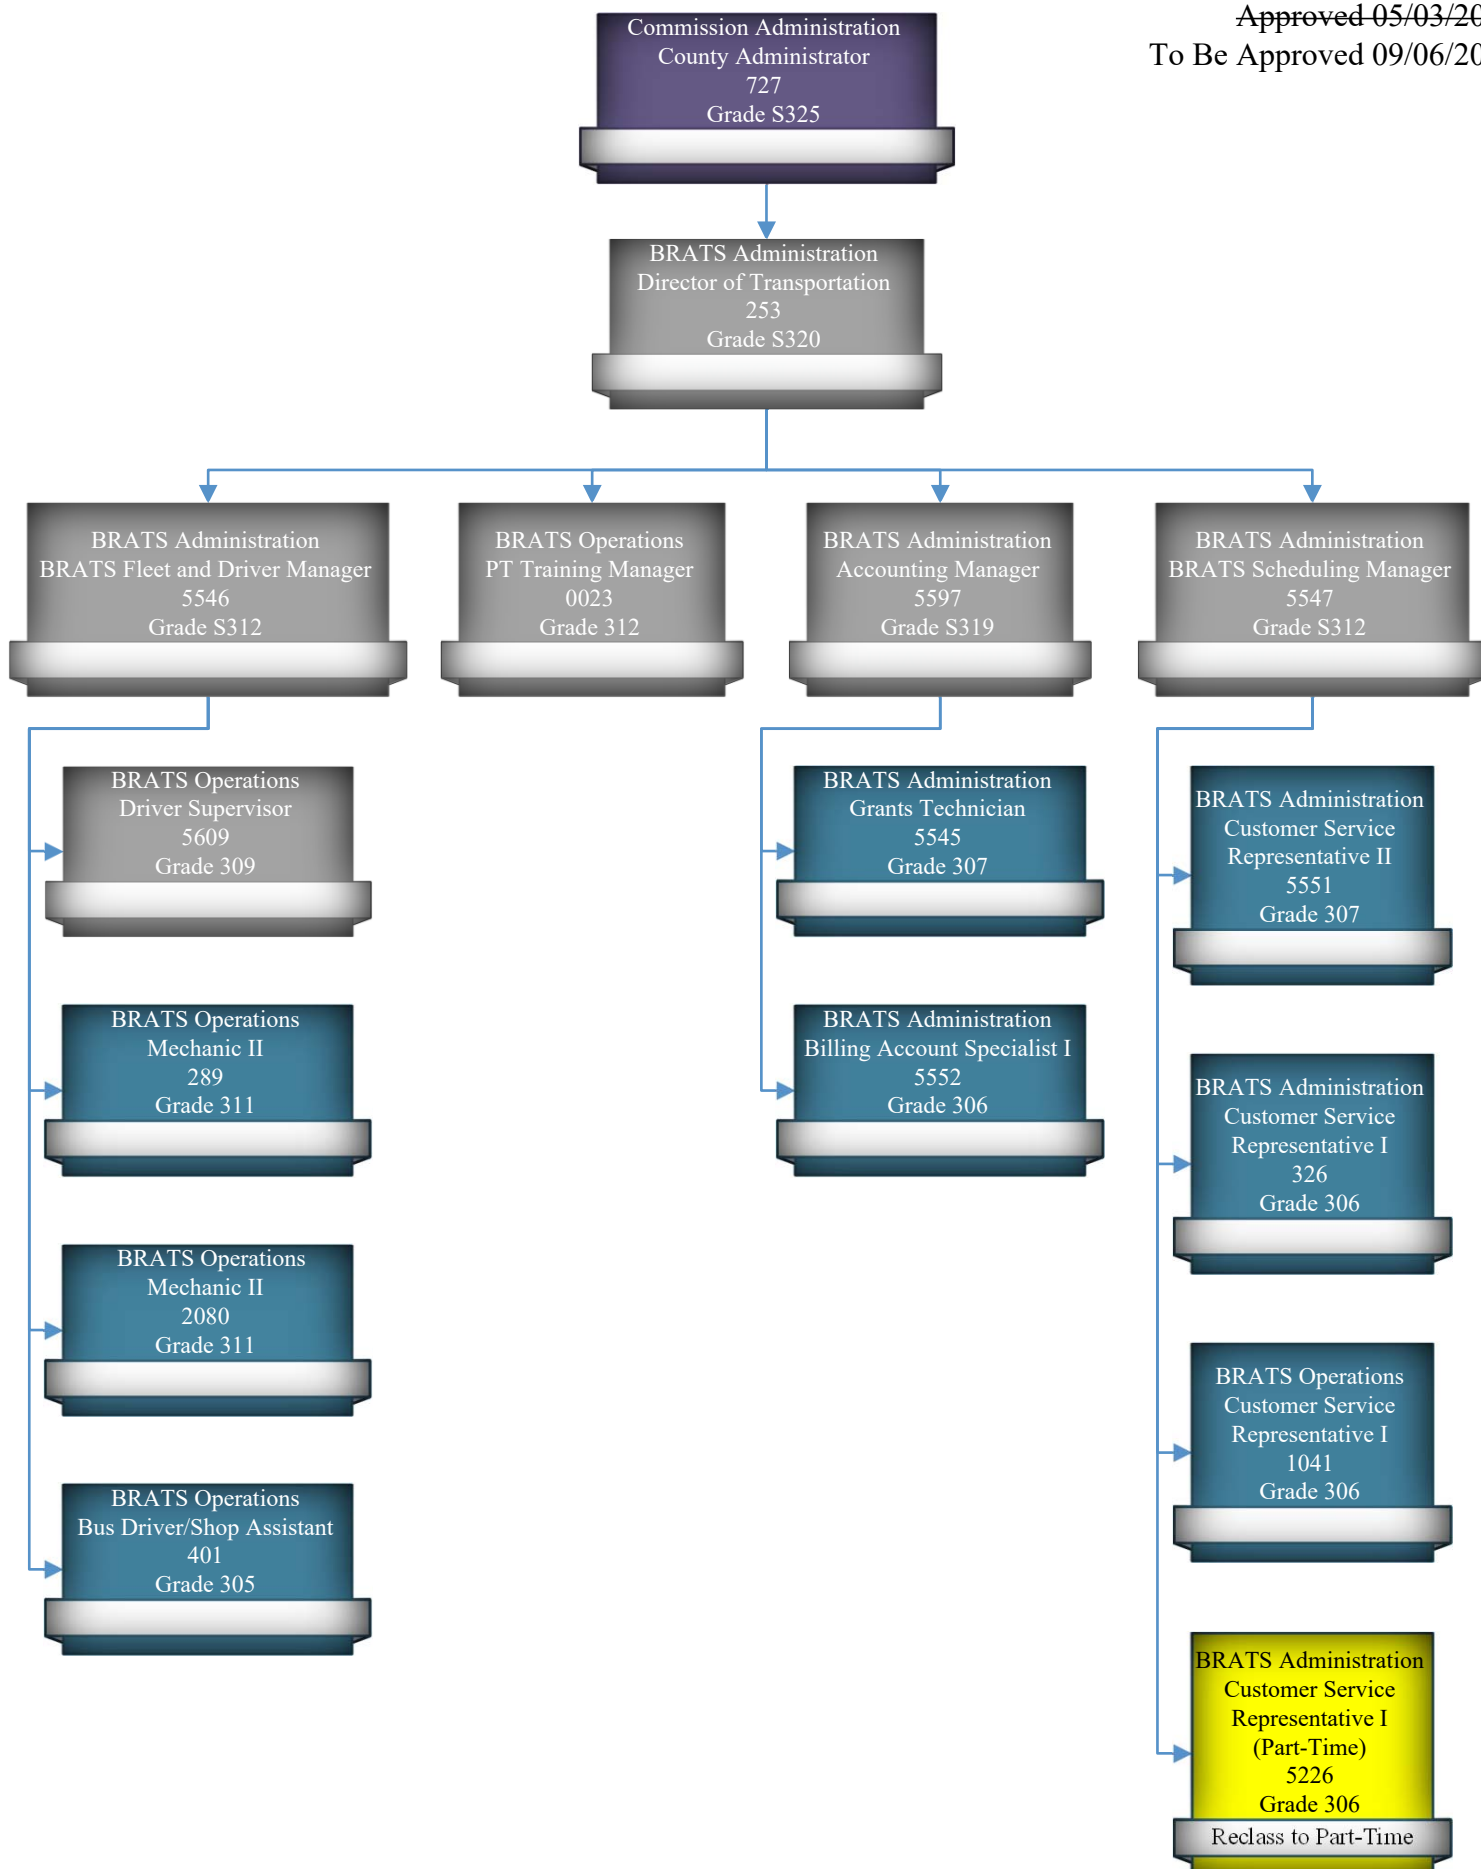 Approved 05/03/20
To Be Approved 09/06/20
Commission Administration
County Administrator
727
Grade S325
BRATS Administration
Director of Transportation
253
Grade S320
BRATS Administration
BRATS Fleet and Driver Manager
5546
Grade S312
BRATS Operations
PT Training Manager
0023
Grade 312
BRATS Administration
Accounting Manager
5597
Grade S319
BRATS Administration
BRATS Scheduling Manager
5547
Grade S312
BRATS Operations
Driver Supervisor
5609
Grade 309
BRATS Operations
Mechanic II
289
Grade 311
BRATS Operations
Mechanic II
2080
Grade 311
BRATS Operations
Bus Driver/Shop Assistant
401
Grade 305
BRATS Administration
Grants Technician
5545
Grade 307
BRATS Administration
Billing Account Specialist I
5552
Grade 306
BRATS Administration
Customer Service
Representative II
5551
Grade 307
BRATS Administration
Customer Service
Representative I
326
Grade 306
BRATS Operations
Customer Service
Representative I
1041
Grade 306
BRATS Administration
Customer Service
Representative I
(Part-Time)
5226
Grade 306
Reclass to Part-Time